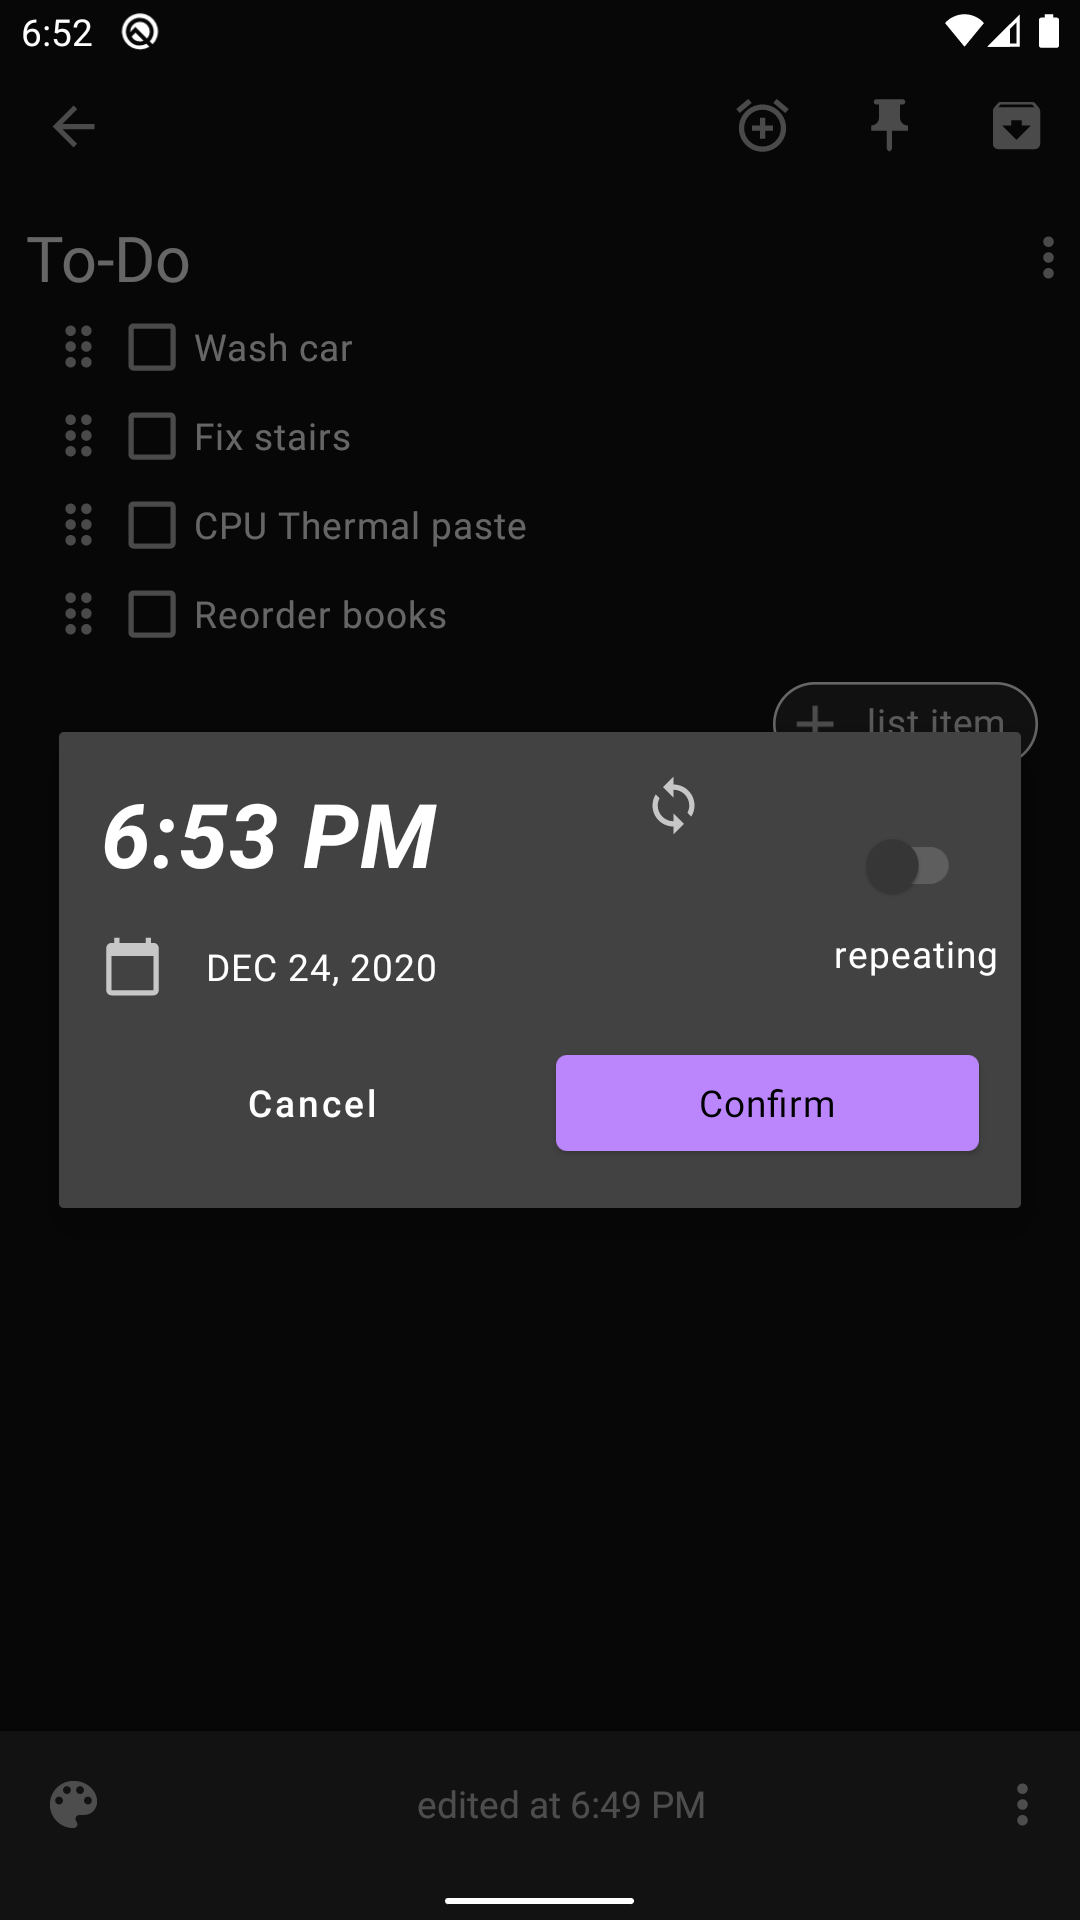 6:52
To-Do
Wash car
Fix stairs
CPU Thermal paste
Reorder books
list item
6:53 PM
DEC 24, 2020
repeating
Cancel
Confirm
edited at 6:49 PM